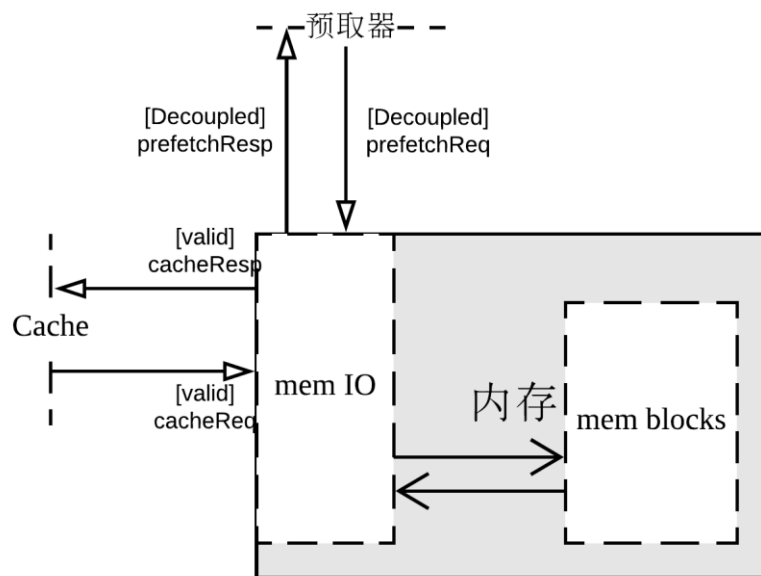 预取器
[Decoupled]
prefetchResp
[Decoupled]
prefetchReq
[valid]
cacheResp
Cache
[valid]
cacheReq
mem IO
内存
mem blocks